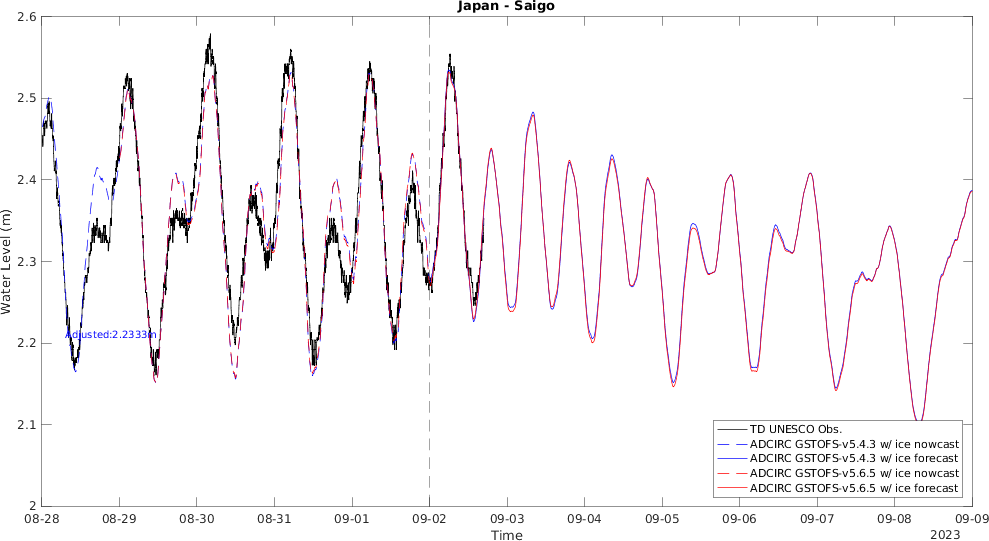 Japan - Saigo
Water Level (m)
2.6
2.5
2.4
2.3
2.2
2.1
2
Adjusted:2.2333m
TD UNESCO Obs.
ADCIRC GSTOFS-v5.4.3 w/ ice nowcast
ADCIRC GSTOFS-v5.4.3 w/ ice forecast
ADCIRC GSTOFS-v5.6.5 w/ ice nowcast
ADCIRC GSTOFS-v5.6.5 w/ ice forecast
08-28 08-29 08-30 08-31 09-01 09-02 09-03 09-04 09-05 09-06 09-07 09-08 09-09
Time
2023